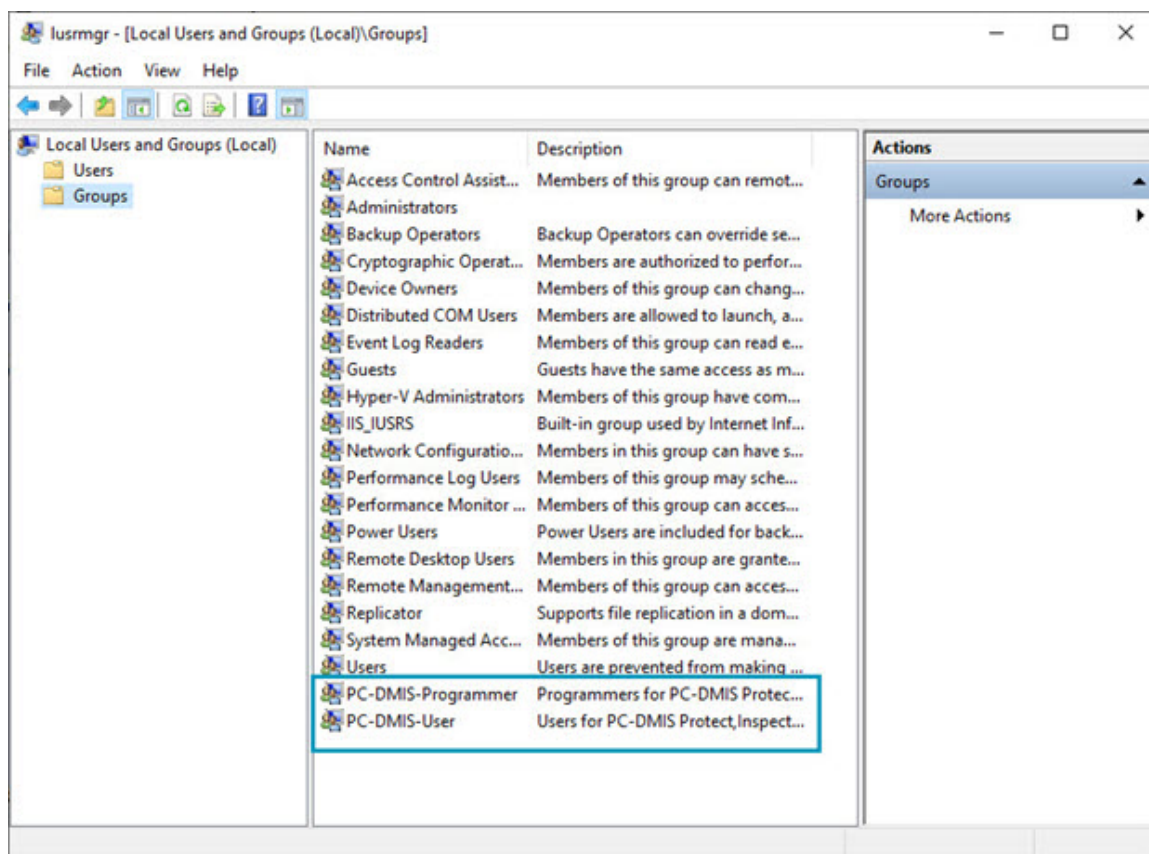 lusrmgr - [Local Users and Groups (Local)\Groups]
File Action View Help
Local Users and Groups (Local)
Users
Groups
Name Description
Access Control Assist... Members of this group can remot...
Administrators
Backup Operators Backup Operators can override se...
Cryptographic Operat... Members are authorized to perfor...
Device Owners Members of this group can chang...
Distributed COM Users Members are allowed to launch, a...
Event Log Readers Members of this group can read e...
Guests Guests have the same access as m...
Hyper-V Administrators Members of this group have com...
IIS_IUSRS Built-in group used by Internet Inf...
Network Configuratio... Members in this group can have s...
Performance Log Users Members of this group may sche...
Performance Monitor ... Members of this group can acces...
Power Users Power Users are included for back...
Remote Desktop Users Members in this group are grante...
Remote Management... Members of this group can acces...
Replicator Supports file replication in a dom...
System Managed Acc... Members of this group are mana...
Users Users are prevented from making ...
PC-DMIS-Programmer Programmers for PC-DMIS Protec...
PC-DMIS-User Users for PC-DMIS Protect,Inspect...
Actions
Groups
More Actions